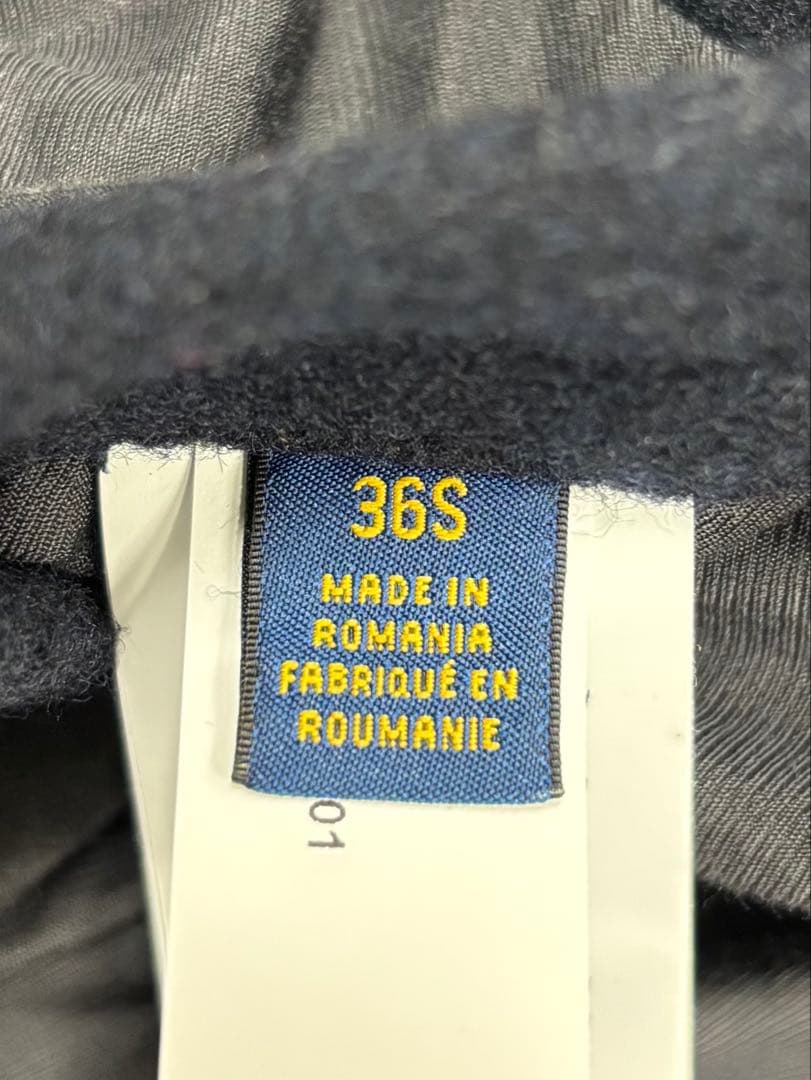 36S
MADE IN
ROMANIA
FABRIQUÉ EN
ROUMANIE
01